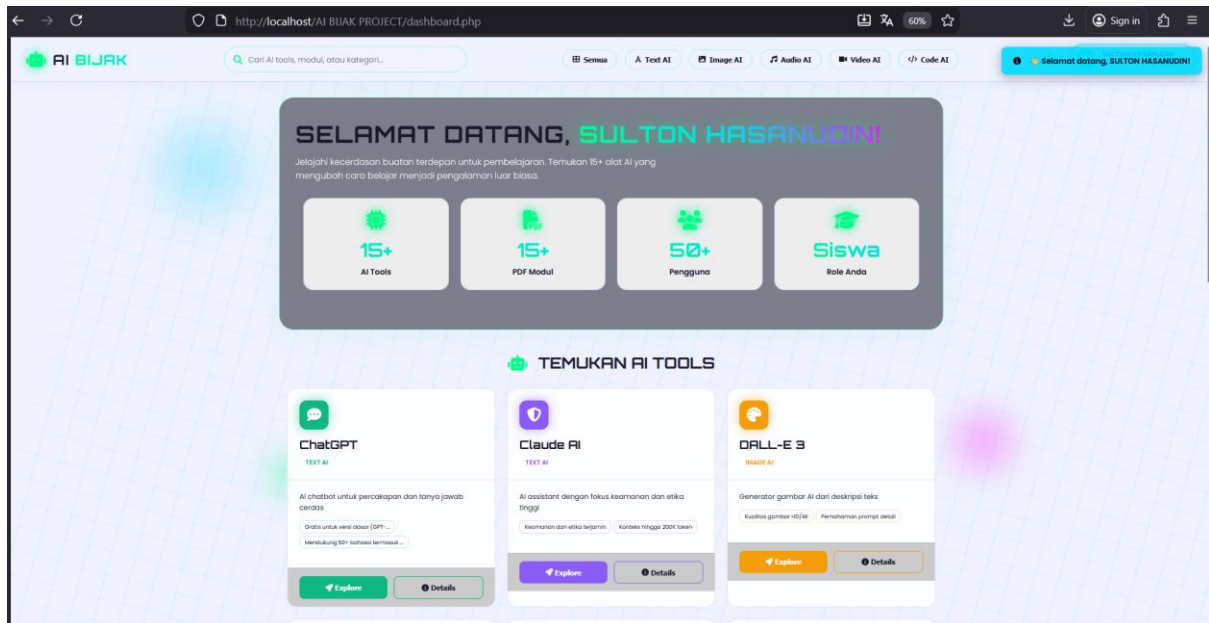 http://localhost/AI BIJAK PROJECT/dashboard.php
60%
Sign in
AI BIJAK
Cari AI tools, modul, atau kategori...
Semua
Text AI
Image AI
Audio AI
Video AI
Code AI
Selamat datang, SULTON HASANUDIN!
SELAMAT DATANG, SULTON HASANUDIN!
Jelajahi kecerdasan buatan terdepan untuk pembelajaran. Temukan 15+ alat AI yang
mengubah cara belajar menjadi pengalaman luar biasa.
15+
AI Tools
PDF
15+
PDF Modul
50+
Pengguna
Siswa
Role Anda
TEMUKAN AI TOOLS
ChatGPT
TEXT AI
AI chatbot untuk percakapan dan tanya jawab
cerdas
Gratis untuk versi dasar (GPT-...
Mendukung 50+ bahasa termasuk ...
Explore
Details
Claude AI
TEXT AI
AI assistant dengan fokus keamanan dan etika
tinggi
Keamanan dan etika terjamin
Konteks hingga 200K token
Explore
Details
DALL-E 3
IMAGE AI
Generator gambar AI dari deskripsi teks
Kualitas gambar HD/4K
Pemahaman prompt detail
Explore
Details